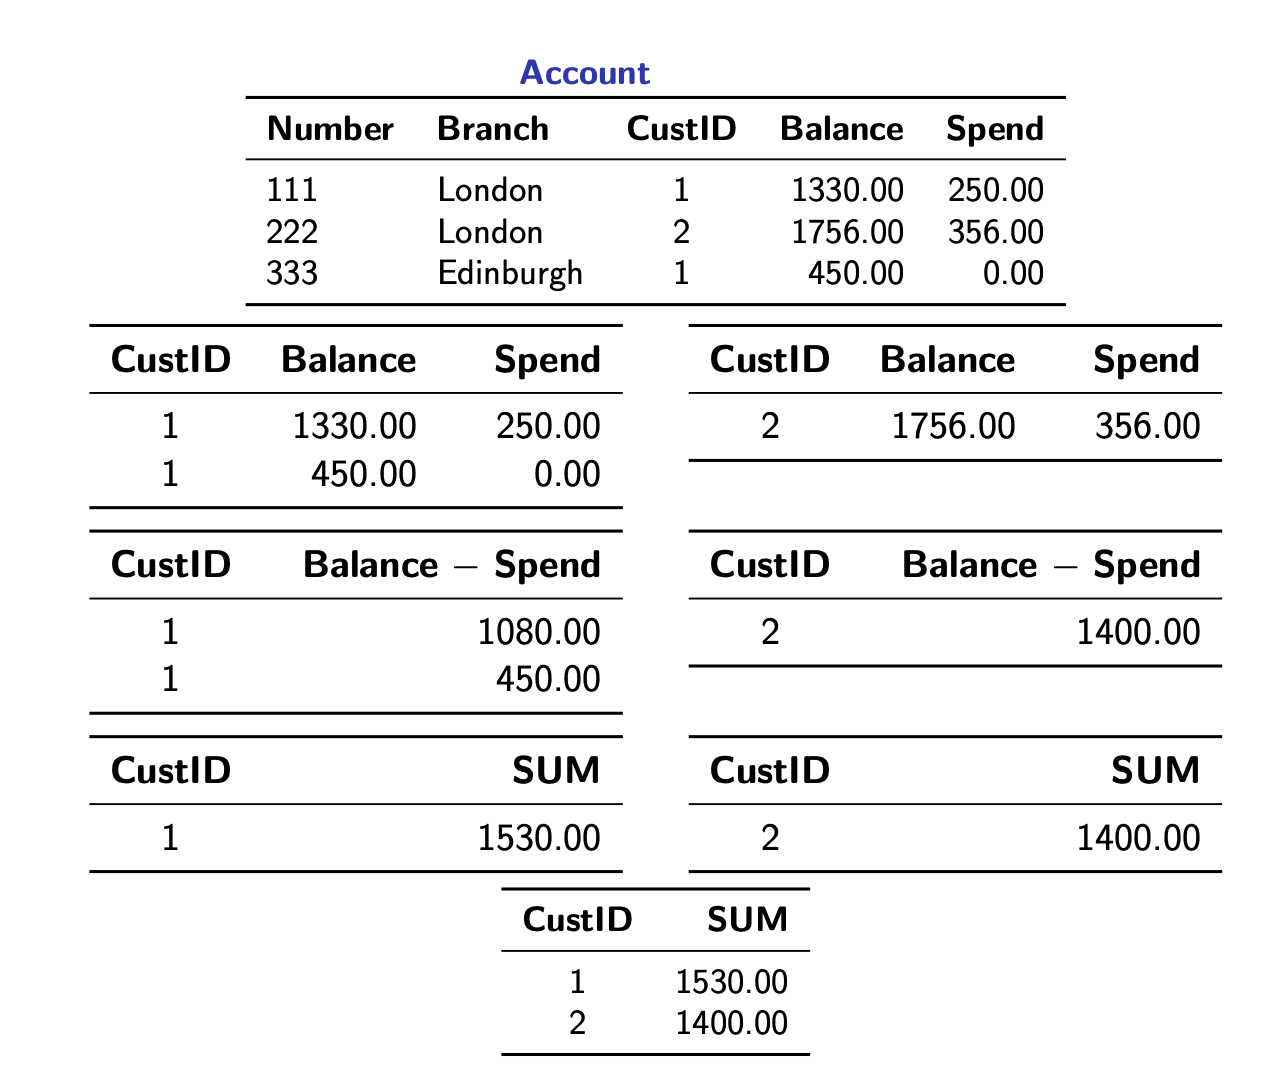 Account
Number Branch CustID Balance Spend
111 London 1 1330.00 250.00
222 London 2 1756.00 356.00
333 Edinburgh 1 450.00 0.00
CustID Balance Spend
1 1330.00 250.00
1 450.00 0.00
CustID Balance Spend
2 1756.00 356.00
CustID Balance − Spend
1 1080.00
1 450.00
CustID Balance − Spend
2 1400.00
CustID SUM
1 1530.00
CustID SUM
2 1400.00
CustID SUM
1 1530.00
2 1400.00